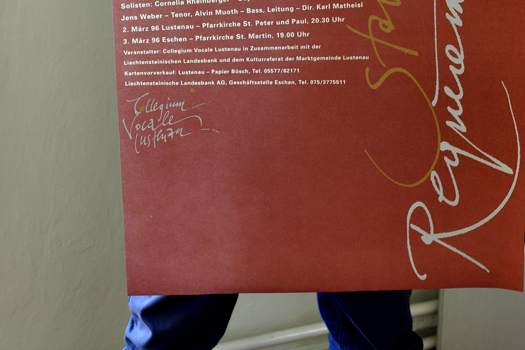 Solisten: Cornelia Rheinberger
Jens Weber – Tenor, Alvin Muoth – Bass, Leitung – Dir. Karl Matheisl
2. März 96 Lustenau – Pfarrkirche St. Peter und Paul, 20.30 Uhr
3. März 96 Eschen – Pfarrkirche St. Martin, 19.00 Uhr
Veranstalter: Collegium Vocale Lustenau in Zusammenarbeit mit der
Liechtensteinischen Landesbank und dem Kulturreferat der Marktgemeinde Lustenau
Kartenvorverkauf: Lustenau – Papier Bösch, Tel. 05577/82171
Liechtensteinische Landesbank AG, Geschäftsstelle Eschen, Tel. 075/3775511
Collegium
Vocale
Lustenau